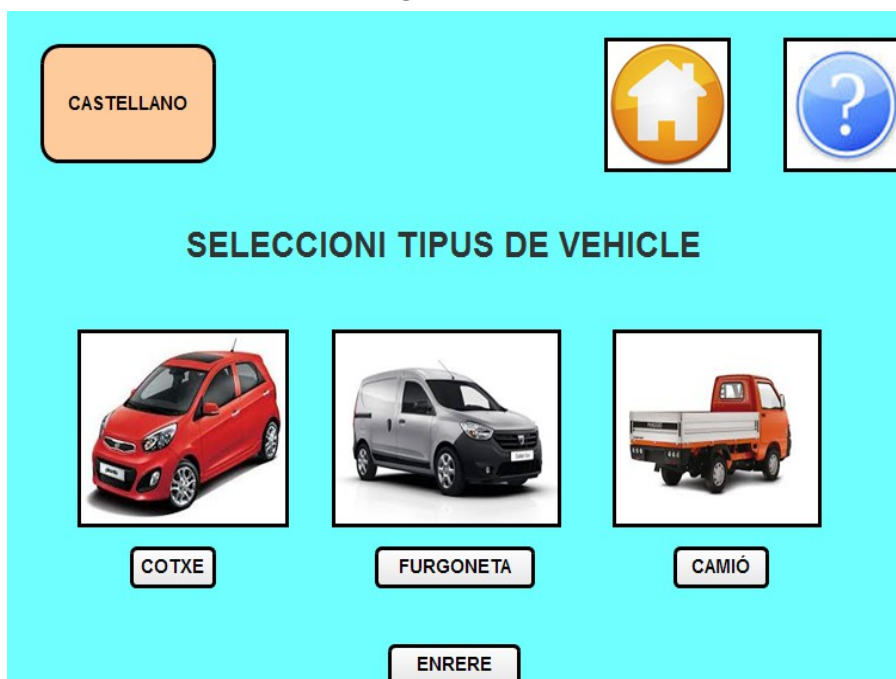 CASTELLANO
?
SELECCIONI TIPUS DE VEHICLE
COTXE
FURGONETA
CAMIÓ
ENRERE